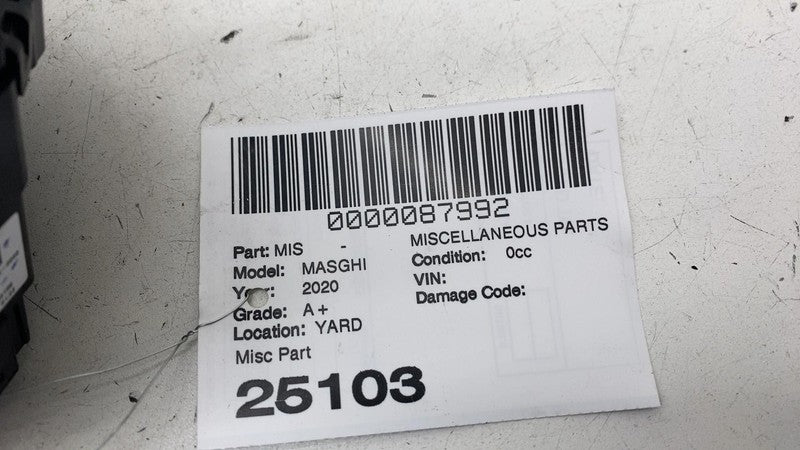 0000087992
Part: MIS - MISCELLANEOUS PARTS
Model: MASGHI Condition: 0cc
Year: 2020 VIN:
Grade: A+ Damage Code:
Location: YARD
Misc Part
25103